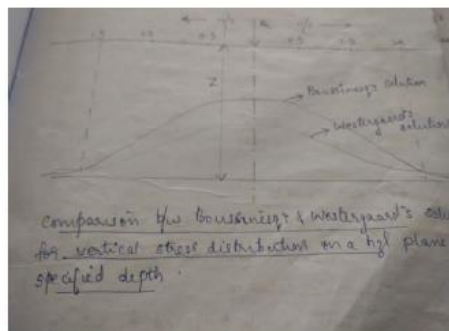 Z
Boussinesq's solution
Westergaard's
solution
Comparison b/w Boussinesq's & Westergaard's solu
for vertical stress distribution on a hzl plane
specified depth